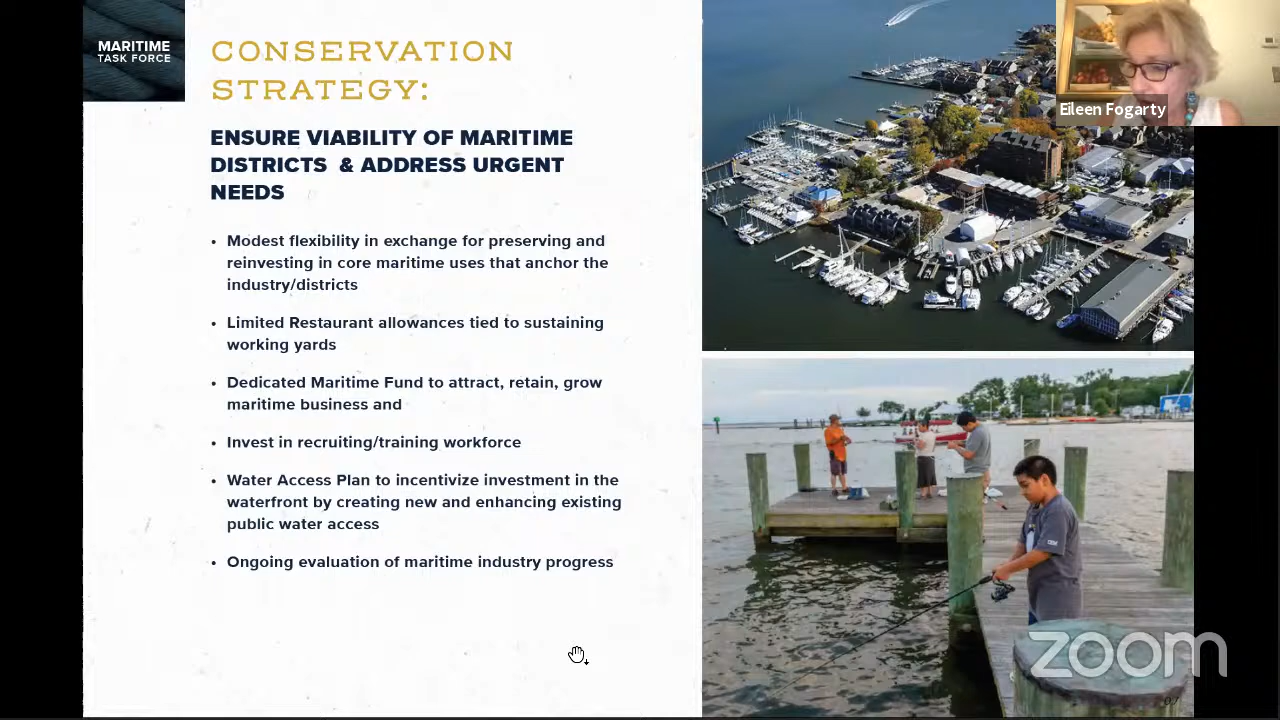 MARITIME
TASK FORCE
CONSERVATION
STRATEGY:
ENSURE VIABILITY OF MARITIME
DISTRICTS & ADDRESS URGENT
NEEDS
• Modest flexibility in exchange for preserving and
reinvesting in core maritime uses that anchor the
industry/districts
• Limited Restaurant allowances tied to sustaining
working yards
• Dedicated Maritime Fund to attract, retain, grow
maritime business and
• Invest in recruiting/training workforce
• Water Access Plan to incentivize investment in the
waterfront by creating new and enhancing existing
public water access
• Ongoing evaluation of maritime industry progress
Eileen Fogarty
zoom